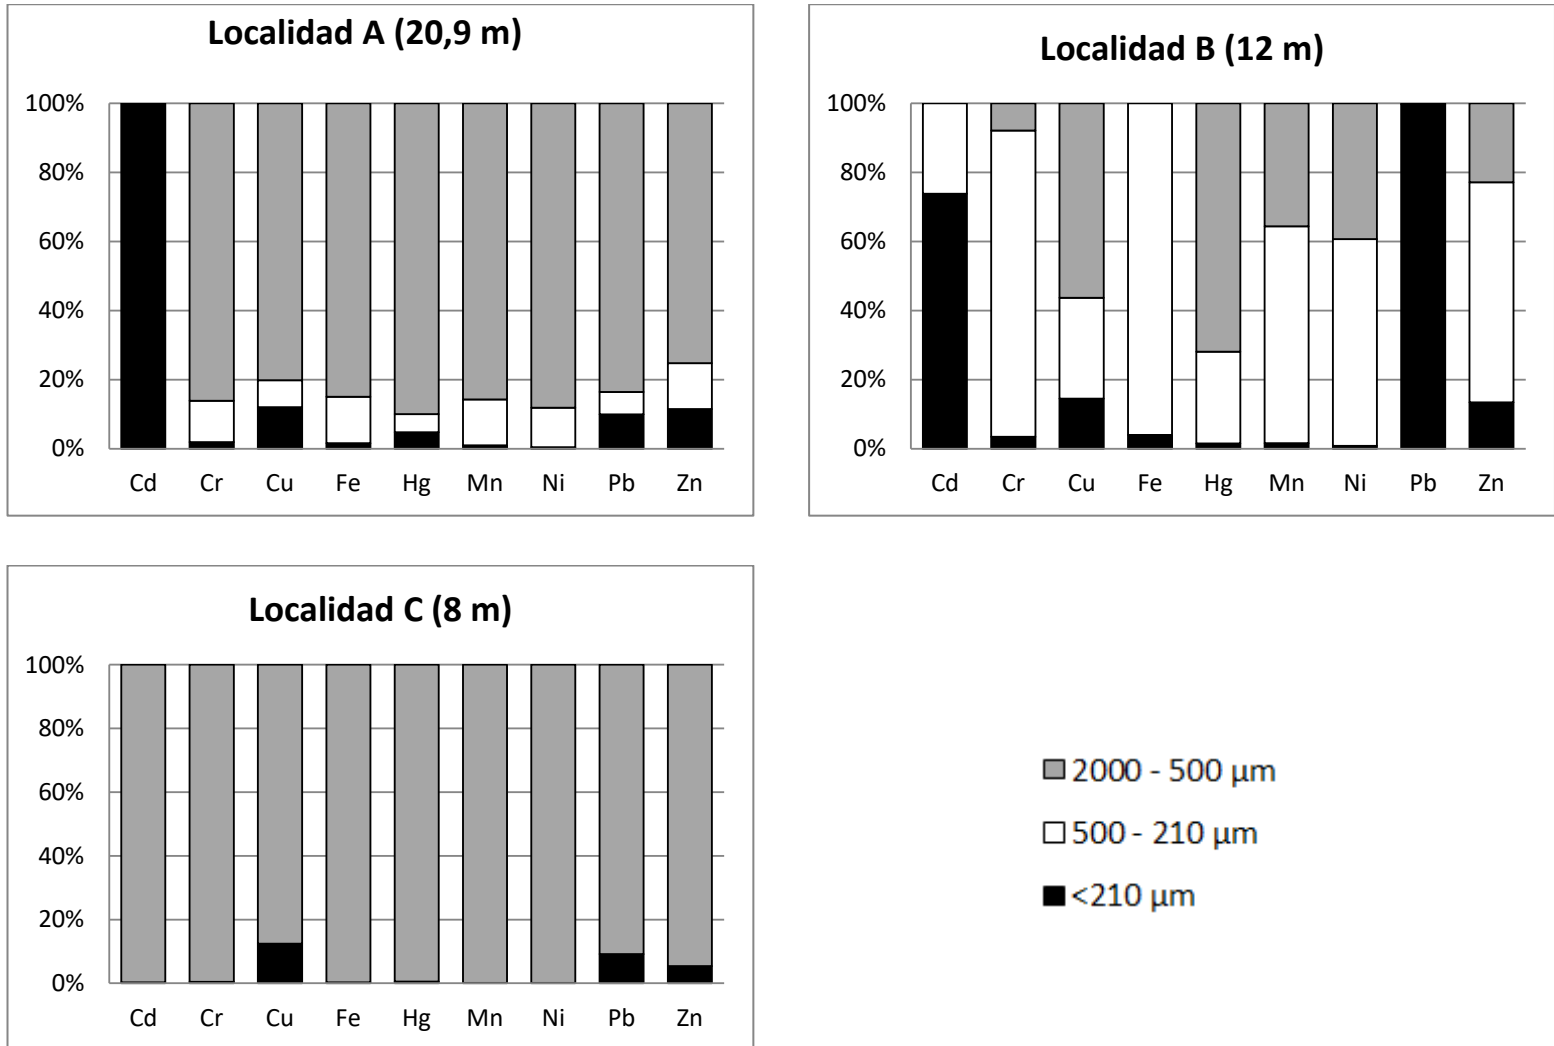 Localidad A (20,9 m)
100%
80%
60%
40%
20%
0%
Cd Cr Cu Fe Hg Mn Ni Pb Zn
Localidad B (12 m)
100%
80%
60%
40%
20%
0%
Cd Cr Cu Fe Hg Mn Ni Pb Zn
Localidad C (8 m)
100%
80%
60%
40%
20%
0%
Cd Cr Cu Fe Hg Mn Ni Pb Zn
2000 - 500 µm
500 - 210 µm
<210 µm